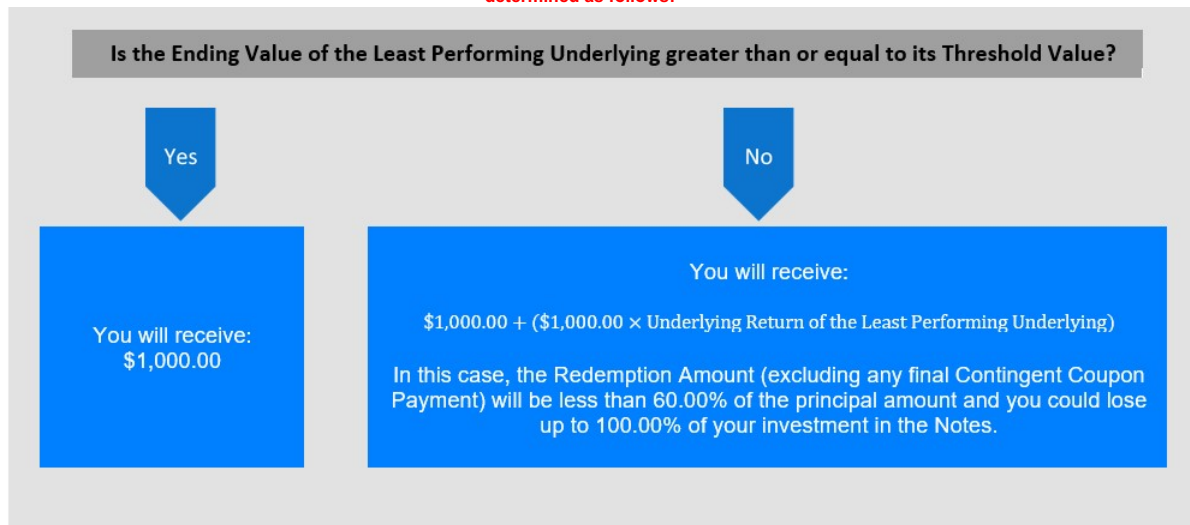 determined as follows:
Is the Ending Value of the Least Performing Underlying greater than or equal to its Threshold Value?
Yes
No
You will receive:
$1,000.00
You will receive:
$1,000.00 + ($1,000.00 × Underlying Return of the Least Performing Underlying)
In this case, the Redemption Amount (excluding any final Contingent Coupon
Payment) will be less than 60.00% of the principal amount and you could lose
up to 100.00% of your investment in the Notes.